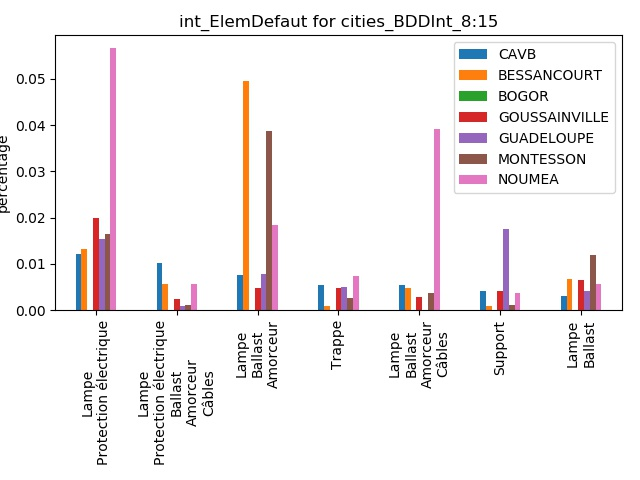 int_ElemDefaut for cities_BDDInt_8:15
CAVB
BESSANCOURT
BOGOR
GOUSSAINVILLE
GUADELOUPE
MONTESSON
NOUMEA
percentage
0.05
0.04
0.03
0.02
0.01
0.00
Lampe
Protection électrique
Lampe
Protection électrique
Ballast
Amorceur
Câbles
Lampe
Ballast
Amorceur
Trappe
Lampe
Ballast
Amorceur
Câbles
Support
Lampe
Ballast